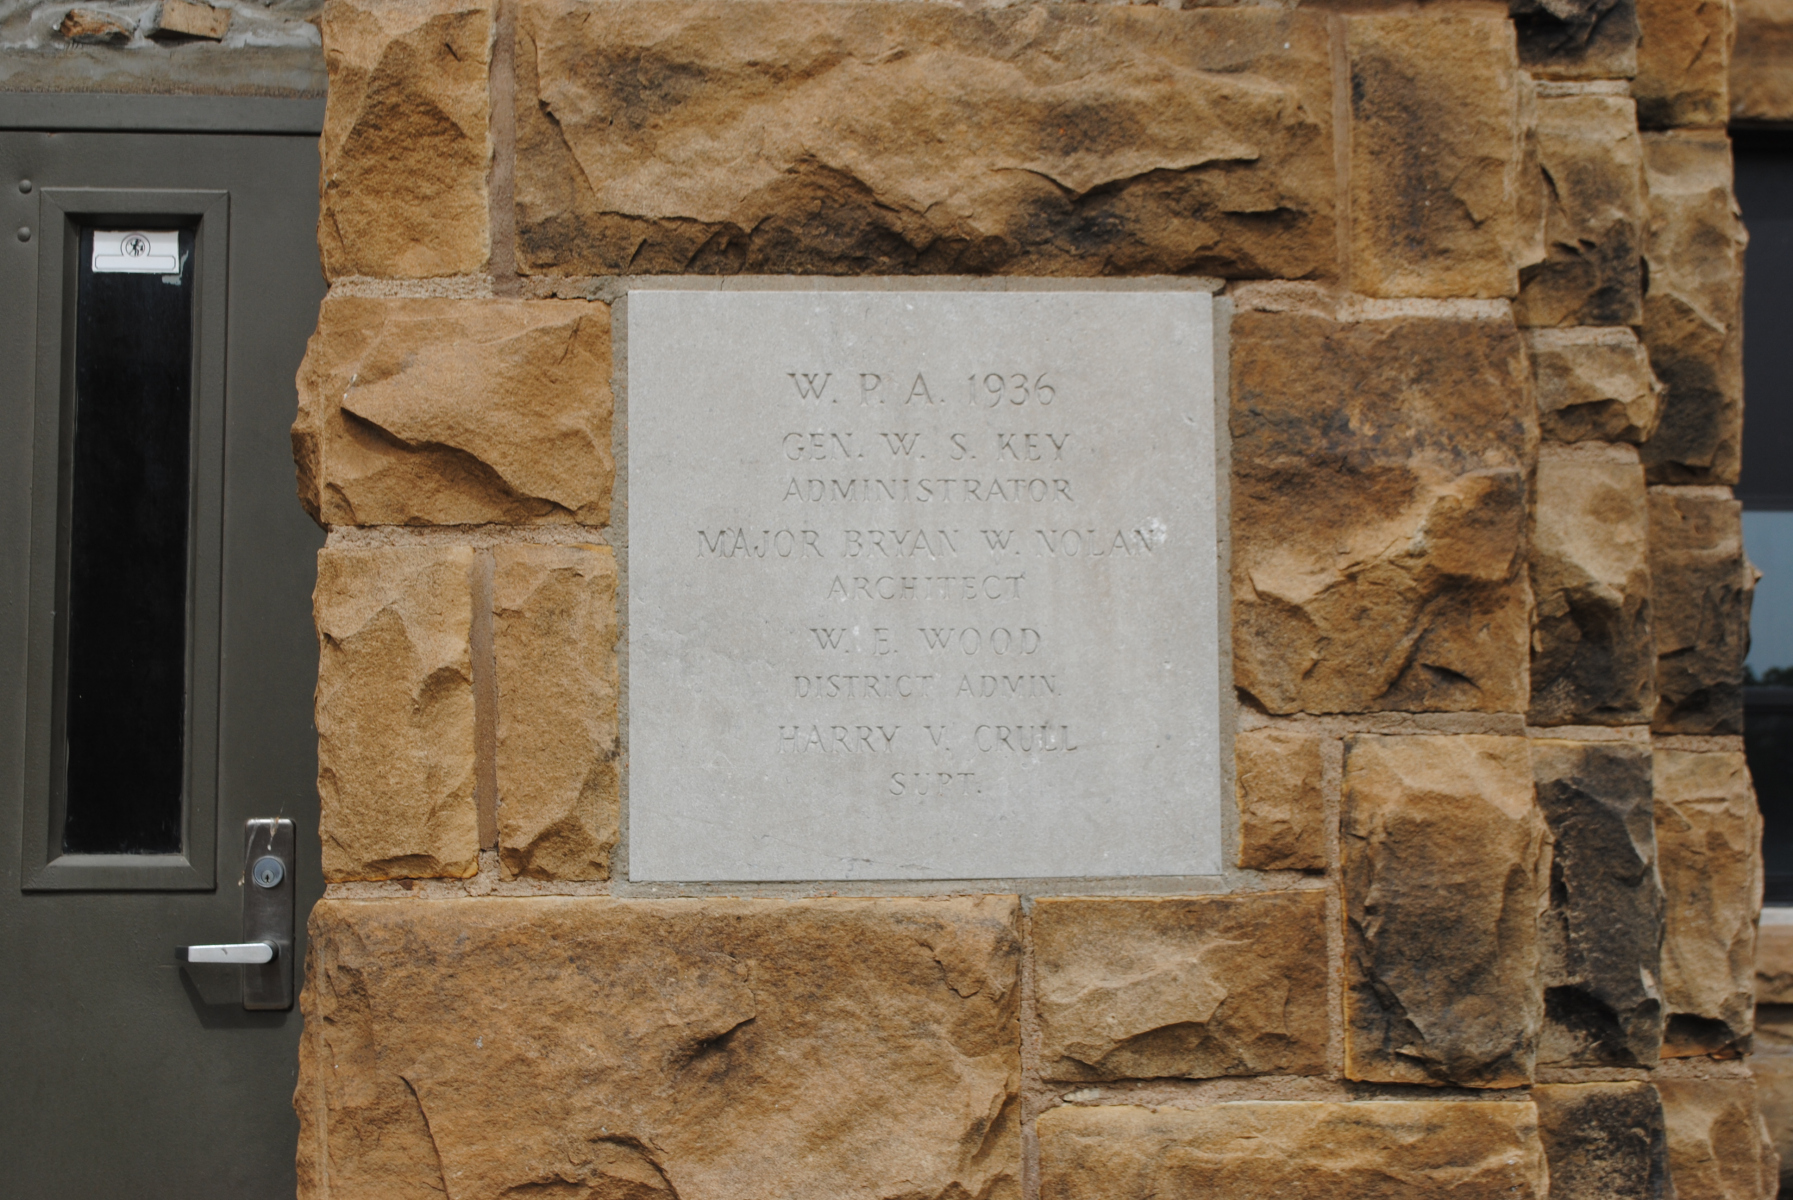 W. P. A. 1936
GEN. W. S. KEY
ADMINISTRATOR
MAJOR BRYAN W. NOLAN
ARCHITECT
W. E. WOOD
DISTRICT ADMIN.
HARRY V. CRULL
SUPT.